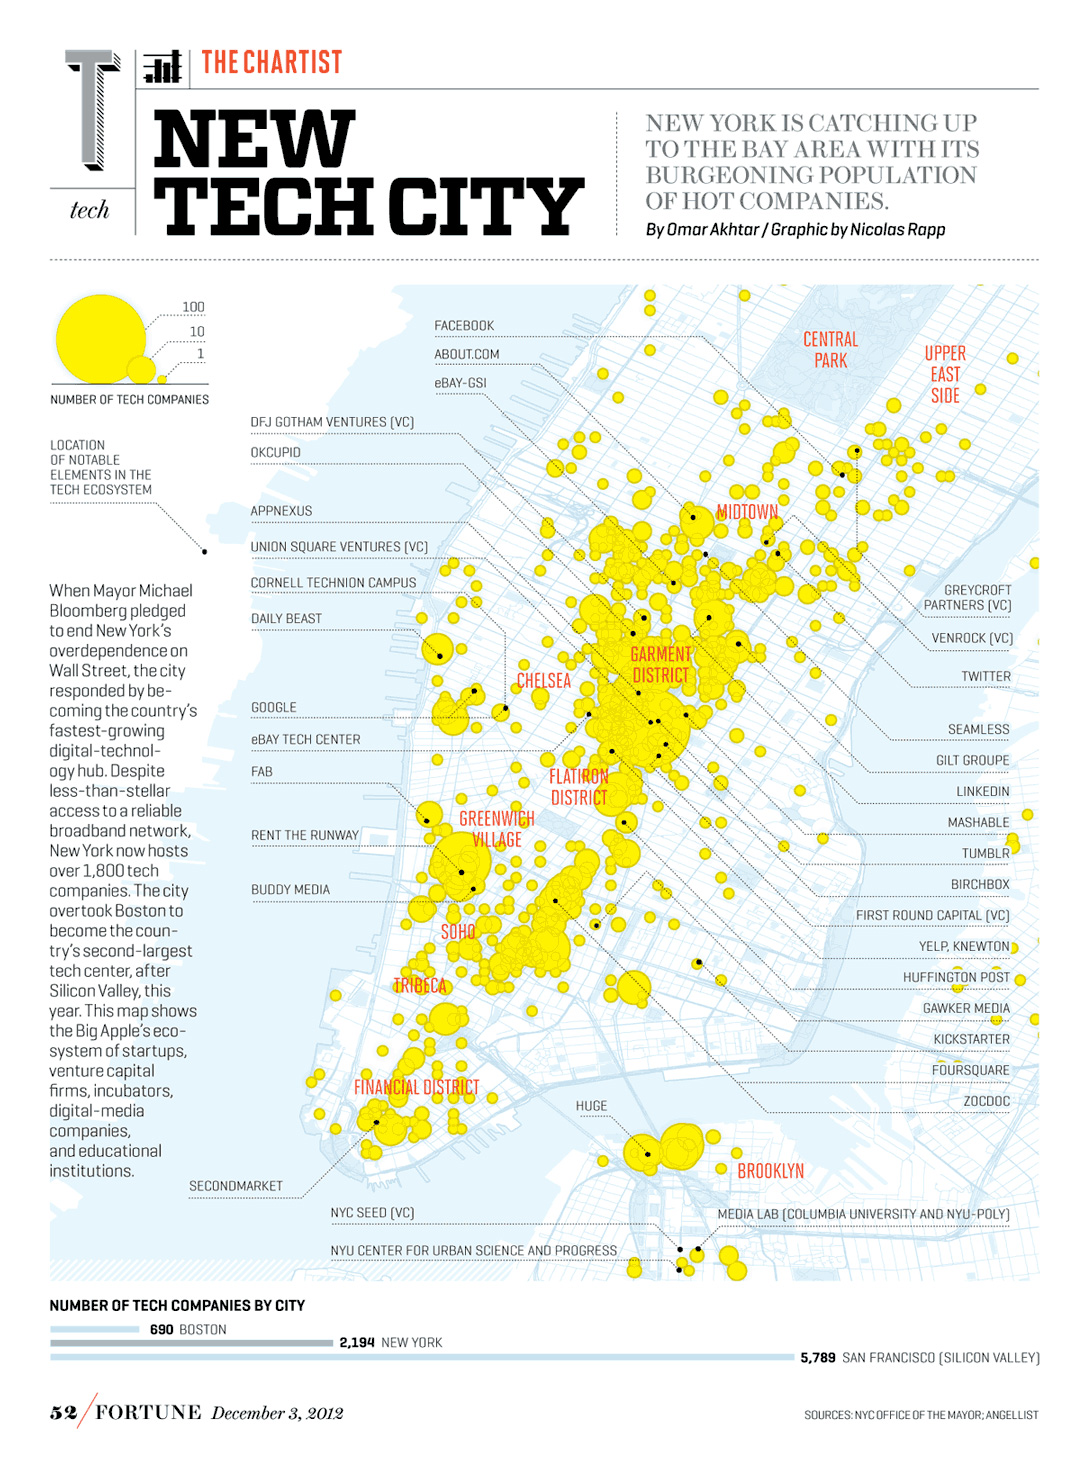 T
THE CHARTIST
tech
NEW
TECH CITY
NEW YORK IS CATCHING UP
TO THE BAY AREA WITH ITS
BURGEONING POPULATION
OF HOT COMPANIES.
By Omar Akhtar / Graphic by Nicolas Rapp
100
10
1
NUMBER OF TECH COMPANIES
LOCATION
OF NOTABLE
ELEMENTS IN THE
TECH ECOSYSTEM
When Mayor Michael
Bloomberg pledged
to end New York's
overdependence on
Wall Street, the city
responded by be-
coming the country's
fastest-growing
digital-technol-
ogy hub. Despite
less-than-stellar
access to a reliable
broadband network,
New York now hosts
over 1,800 tech
companies. The city
overtook Boston to
become the coun-
try's second-largest
tech center, after
Silicon Valley, this
year. This map shows
the Big Apple's eco-
system of startups,
venture capital
firms, incubators,
digital-media
companies,
and educational
institutions.
FACEBOOK
ABOUT.COM
eBAY-GSI
DFJ GOTHAM VENTURES (VC)
OKCUPID
APPNEXUS
UNION SQUARE VENTURES (VC)
CORNELL TECHNION CAMPUS
DAILY BEAST
GOOGLE
eBAY TECH CENTER
FAB
RENT THE RUNWAY
BUDDY MEDIA
CENTRAL
PARK
UPPER
EAST
SIDE
MIDTOWN
GARMENT
DISTRICT
CHELSEA
FLATIRON
DISTRICT
GREENWICH
VILLAGE
SOHO
TRIBECA
FINANCIAL DISTRICT
BROOKLYN
GREYCROFT
PARTNERS (VC)
VENROCK (VC)
TWITTER
SEAMLESS
GILT GROUPE
LINKEDIN
MASHABLE
TUMBLR
BIRCHBOX
FIRST ROUND CAPITAL (VC)
YELP, KNEWTON
HUFFINGTON POST
GAWKER MEDIA
KICKSTARTER
FOURSQUARE
ZOCDOC
HUGE
SECONDMARKET
NYC SEED (VC)
MEDIA LAB (COLUMBIA UNIVERSITY AND NYU-POLY)
NYU CENTER FOR URBAN SCIENCE AND PROGRESS
NUMBER OF TECH COMPANIES BY CITY
690 BOSTON
2,194 NEW YORK
5,789 SAN FRANCISCO (SILICON VALLEY)
52 / FORTUNE December 3, 2012
SOURCES: NYC OFFICE OF THE MAYOR; ANGELLIST